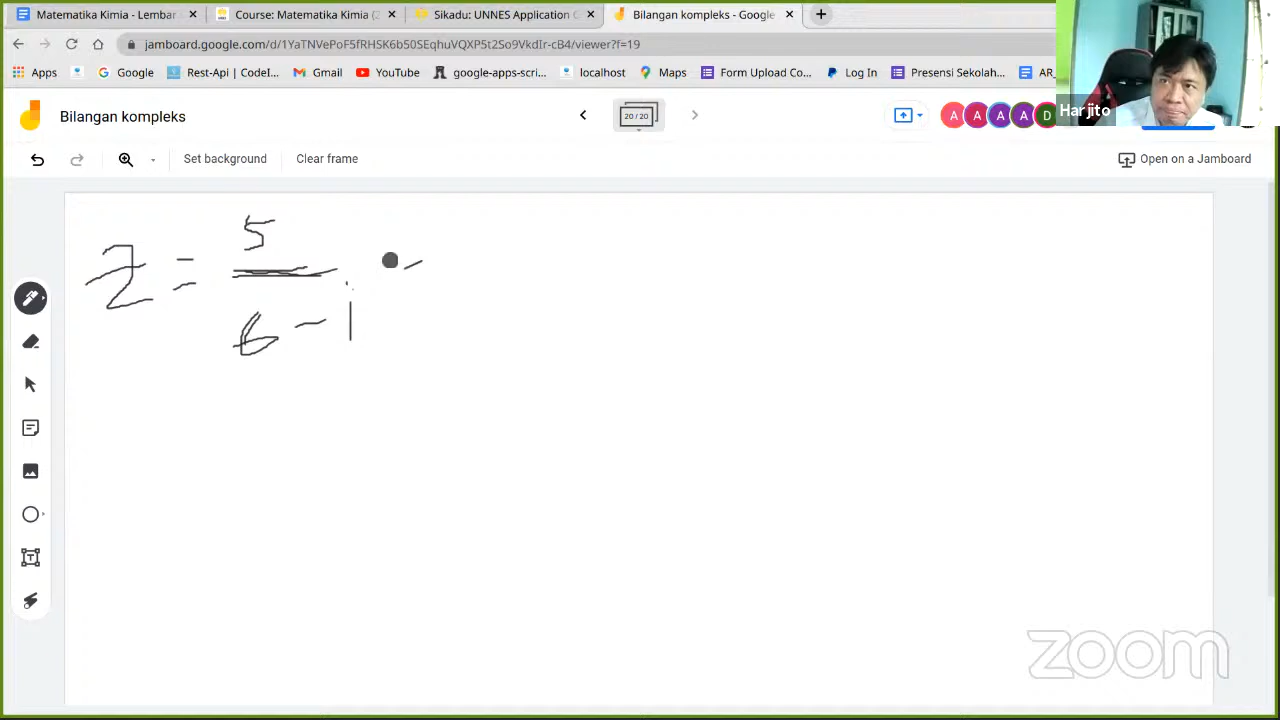 Matematika Kimia - Lembar
Course: Matematika Kimia (2
Sikadu: UNNES Application G
Bilangan kompleks - Google
jamboard.google.com/d/1YaTNVePoF5fRHSK6b50SEqhuVQXP5t2So9VkdIr-cB4/viewer?f=19
Apps
Google
Rest-Api | CodeI...
Gmail
YouTube
google-apps-scri...
localhost
Maps
Form Upload Co...
Log In
Presensi Sekolah...
AR_
Harjito
Bilangan kompleks
20 / 20
A A A A D
Set background
Clear frame
Open on a Jamboard
z = 5
6 - i
zoom